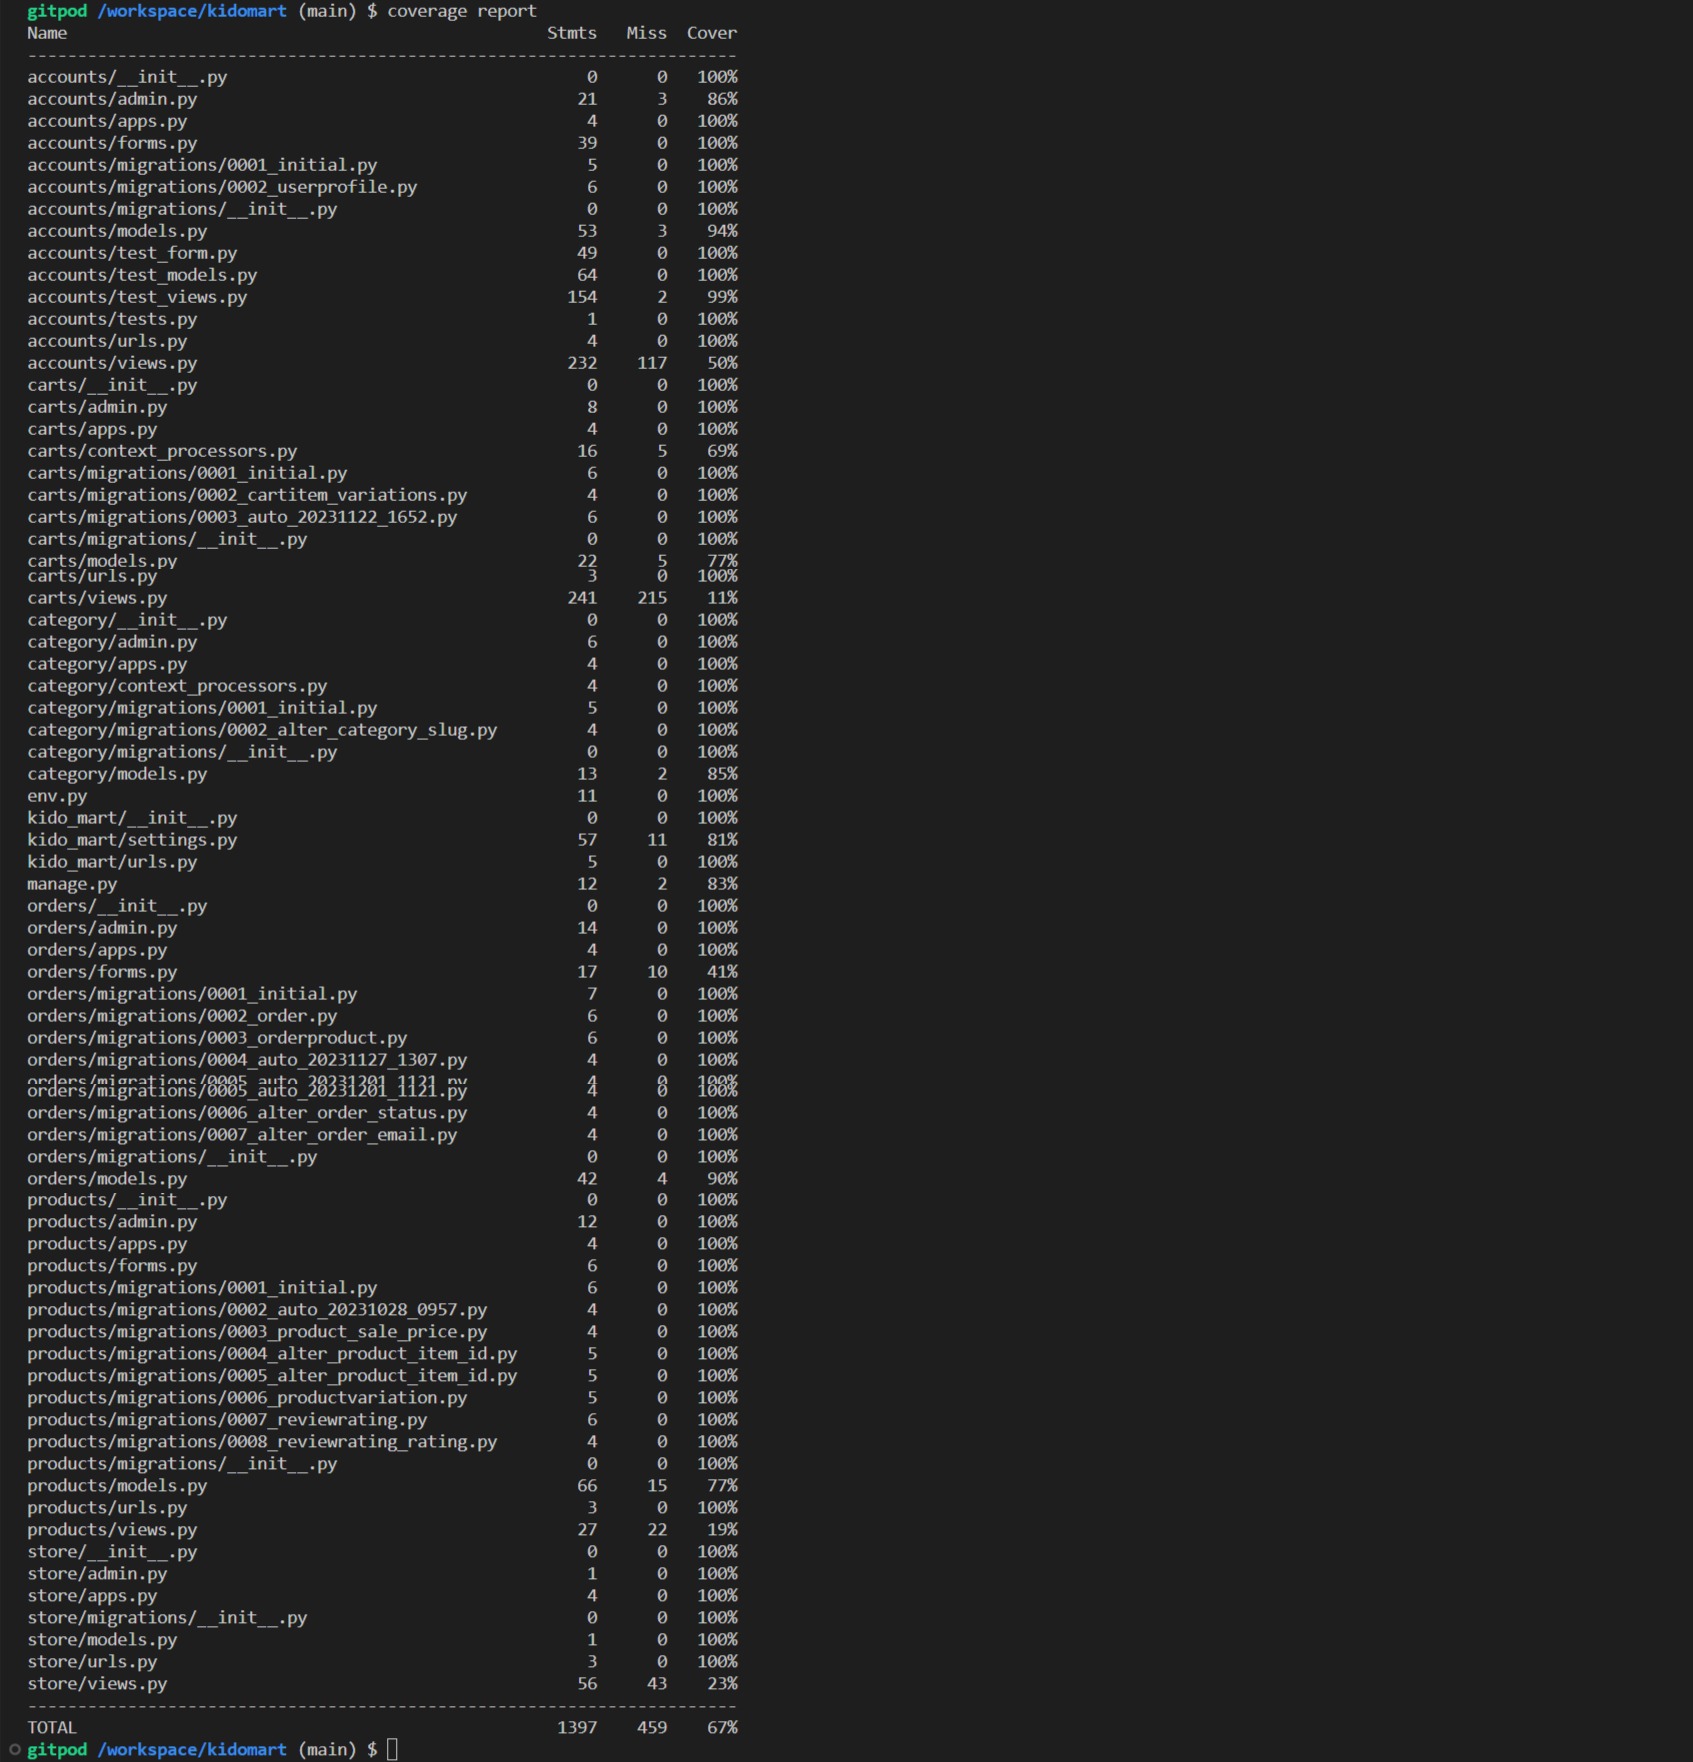 gitpod /workspace/kidomart (main) $ coverage report
Name Stmts Miss Cover
-----------------------------------------------------------------------
accounts/__init__.py 0 0 100%
accounts/admin.py 21 3 86%
accounts/apps.py 4 0 100%
accounts/forms.py 39 0 100%
accounts/migrations/0001_initial.py 5 0 100%
accounts/migrations/0002_userprofile.py 6 0 100%
accounts/migrations/__init__.py 0 0 100%
accounts/models.py 53 3 94%
accounts/test_form.py 49 0 100%
accounts/test_models.py 64 0 100%
accounts/test_views.py 154 2 99%
accounts/tests.py 1 0 100%
accounts/urls.py 4 0 100%
accounts/views.py 232 117 50%
carts/__init__.py 0 0 100%
carts/admin.py 8 0 100%
carts/apps.py 4 0 100%
carts/context_processors.py 16 5 69%
carts/migrations/0001_initial.py 6 0 100%
carts/migrations/0002_cartitem_variations.py 4 0 100%
carts/migrations/0003_auto_20231122_1652.py 6 0 100%
carts/migrations/__init__.py 0 0 100%
carts/models.py 22 5 77%
carts/urls.py 3 0 100%
carts/views.py 241 215 11%
category/__init__.py 0 0 100%
category/admin.py 6 0 100%
category/apps.py 4 0 100%
category/context_processors.py 4 0 100%
category/migrations/0001_initial.py 5 0 100%
category/migrations/0002_alter_category_slug.py 4 0 100%
category/migrations/__init__.py 0 0 100%
category/models.py 13 2 85%
env.py 11 0 100%
kido_mart/__init__.py 0 0 100%
kido_mart/settings.py 57 11 81%
kido_mart/urls.py 5 0 100%
manage.py 12 2 83%
orders/__init__.py 0 0 100%
orders/admin.py 14 0 100%
orders/apps.py 4 0 100%
orders/forms.py 17 10 41%
orders/migrations/0001_initial.py 7 0 100%
orders/migrations/0002_order.py 6 0 100%
orders/migrations/0003_orderproduct.py 6 0 100%
orders/migrations/0004_auto_20231127_1307.py 4 0 100%
orders/migrations/0005_auto_20231201_1121.py 4 0 100%
orders/migrations/0005_auto_20231201_1121.py 4 0 100%
orders/migrations/0006_alter_order_status.py 4 0 100%
orders/migrations/0007_alter_order_email.py 4 0 100%
orders/migrations/__init__.py 0 0 100%
orders/models.py 42 4 90%
products/__init__.py 0 0 100%
products/admin.py 12 0 100%
products/apps.py 4 0 100%
products/forms.py 6 0 100%
products/migrations/0001_initial.py 6 0 100%
products/migrations/0002_auto_20231028_0957.py 4 0 100%
products/migrations/0003_product_sale_price.py 4 0 100%
products/migrations/0004_alter_product_item_id.py 5 0 100%
products/migrations/0005_alter_product_item_id.py 5 0 100%
products/migrations/0006_productvariation.py 5 0 100%
products/migrations/0007_reviewrating.py 6 0 100%
products/migrations/0008_reviewrating_rating.py 4 0 100%
products/migrations/__init__.py 0 0 100%
products/models.py 66 15 77%
products/urls.py 3 0 100%
products/views.py 27 22 19%
store/__init__.py 0 0 100%
store/admin.py 1 0 100%
store/apps.py 4 0 100%
store/migrations/__init__.py 0 0 100%
store/models.py 1 0 100%
store/urls.py 3 0 100%
store/views.py 56 43 23%
-----------------------------------------------------------------------
TOTAL 1397 459 67%
gitpod /workspace/kidomart (main) $